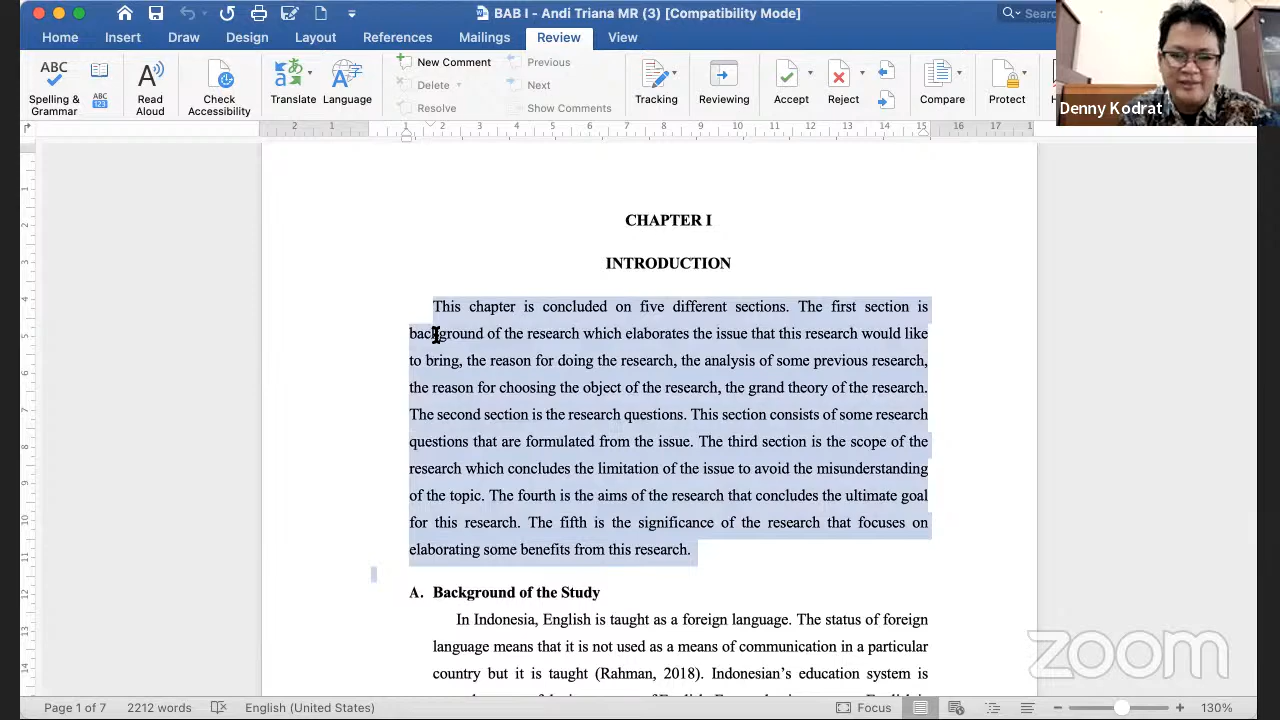 BAB I - Andi Triana MR (3) [Compatibility Mode]
Home Insert Draw Design Layout References Mailings Review View
New Comment Previous
Delete Next
Resolve Show Comments
Spelling & Grammar
Read Aloud
Check Accessibility
Translate Language
Tracking Reviewing Accept Reject Compare Protect
Denny Kodrat
CHAPTER I
INTRODUCTION
This chapter is concluded on five different sections. The first section is
background of the research which elaborates the issue that this research would like
to bring, the reason for doing the research, the analysis of some previous research,
the reason for choosing the object of the research, the grand theory of the research.
The second section is the research questions. This section consists of some research
questions that are formulated from the issue. The third section is the scope of the
research which concludes the limitation of the issue to avoid the misunderstanding
of the topic. The fourth is the aims of the research that concludes the ultimate goal
for this research. The fifth is the significance of the research that focuses on
elaborating some benefits from this research.
A. Background of the Study
In Indonesia, English is taught as a foreign language. The status of foreign
language means that it is not used as a means of communication in a particular
country but it is taught (Rahman, 2018). Indonesian's education system is
zoom
Page 1 of 7 2212 words English (United States) Focus 130%